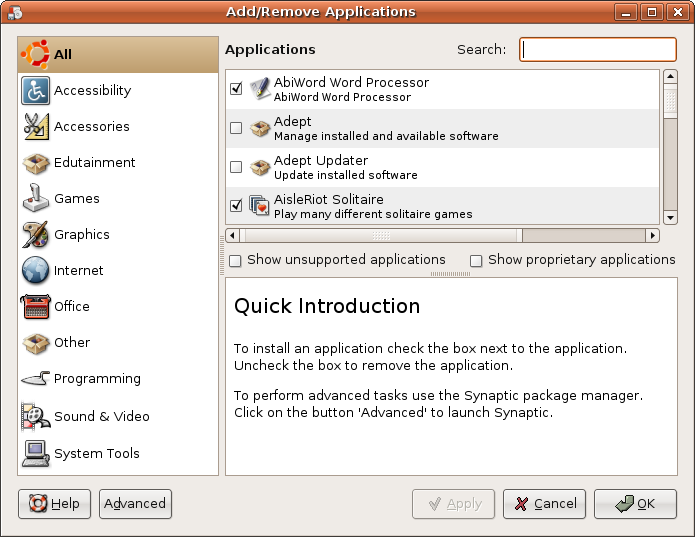 Add/Remove Applications
All
Accessibility
Accessories
Edutainment
Games
Graphics
Internet
Office
Other
Programming
Sound & Video
System Tools
Applications
Search:
AbiWord Word Processor
AbiWord Word Processor
Adept
Manage installed and available software
Adept Updater
Update installed software
AisleRiot Solitaire
Play many different solitaire games
Show unsupported applications
Show proprietary applications
Quick Introduction
To install an application check the box next to the application.
Uncheck the box to remove the application.
To perform advanced tasks use the Synaptic package manager.
Click on the button 'Advanced' to launch Synaptic.
Help
Advanced
Apply
Cancel
OK